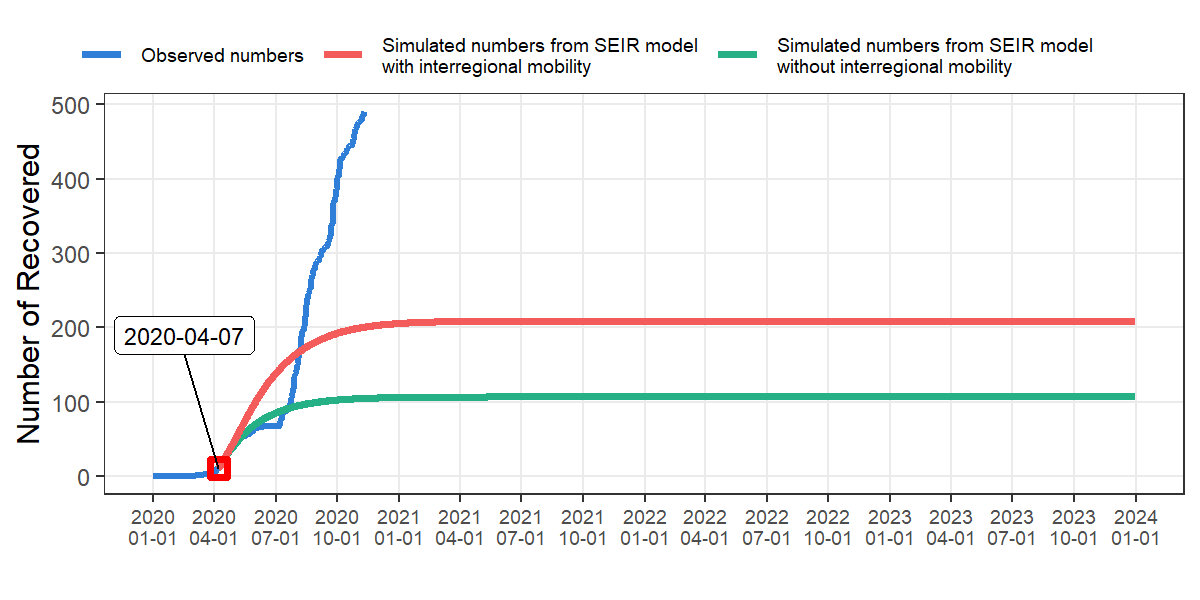 Observed numbers
Simulated numbers from SEIR model
with interregional mobility
Simulated numbers from SEIR model
without interregional mobility
Number of Recovered
500
400
300
200
100
0
2020-04-07
2020 2020 2020 2020 2021 2021 2021 2021 2022 2022 2022 2022 2023 2023 2023 2023 2024
01-01 04-01 07-01 10-01 01-01 04-01 07-01 10-01 01-01 04-01 07-01 10-01 01-01 04-01 07-01 10-01 01-01